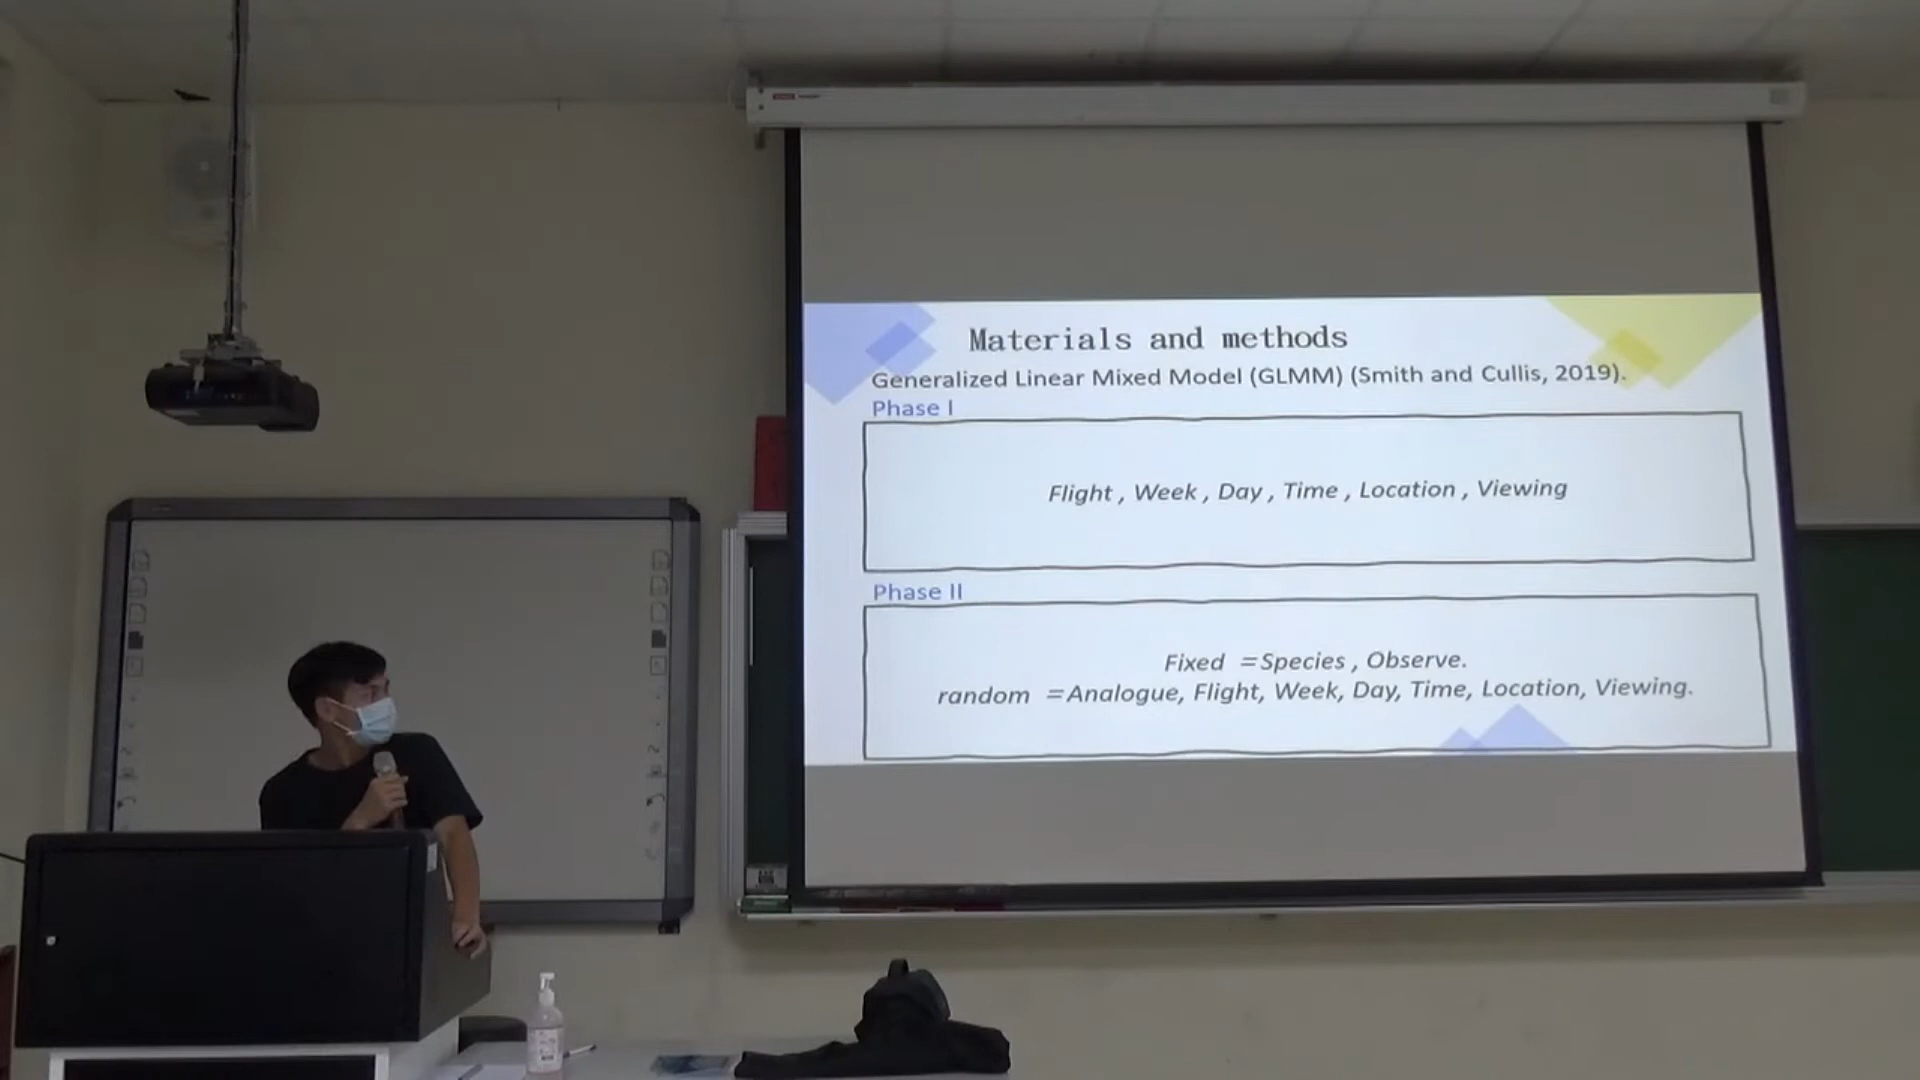 Materials and methods
Generalized Linear Mixed Model (GLMM) (Smith and Cullis, 2019).
Phase I
Flight , Week , Day , Time , Location , Viewing
Phase II
Fixed =Species , Observe.
random =Analogue, Flight, Week, Day, Time, Location, Viewing.